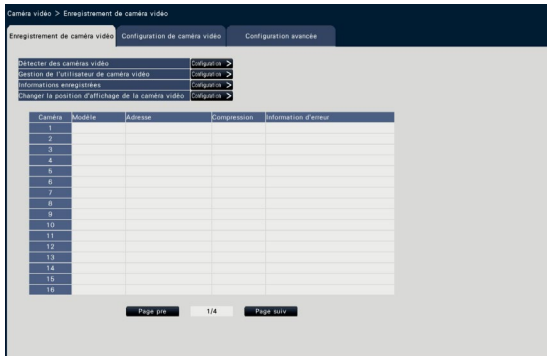 Caméra vidéo > Enregistrement de caméra vidéo
Enregistrement de caméra vidéo Configuration de caméra vidéo Configuration avancée
Détecter des caméras vidéo Configuration >
Gestion de l'utilisateur de caméra vidéo Configuration >
Informations enregistrées Configuration >
Changer la position d'affichage de la caméra vidéo Configuration >
Caméra Modèle Adresse Compression Information d'erreur
1
2
3
4
5
6
7
8
9
10
11
12
13
14
15
16
Page pre 1/4 Page suiv